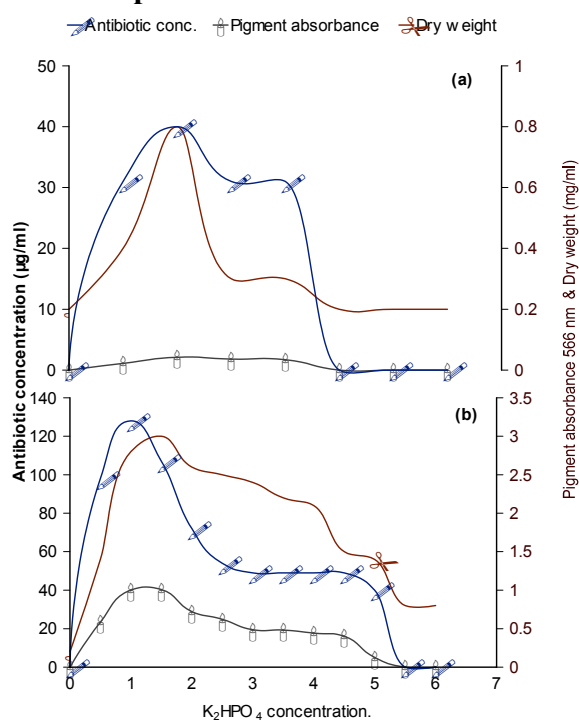 Antibiotic conc. Pigment absorbance Dry weight
50 1
(a)
40 0.8
30 0.6
20 0.4
10 0.2
0 0
Antibiotic concentration (µg/ml)
Pigment absorbance 566 nm & Dry weight (mg/ml)
140 3.5
(b)
120 3
100 2.5
80 2
60 1.5
40 1
20 0.5
0 0
0 1 2 3 4 5 6 7
K₂HPO₄ concentration.